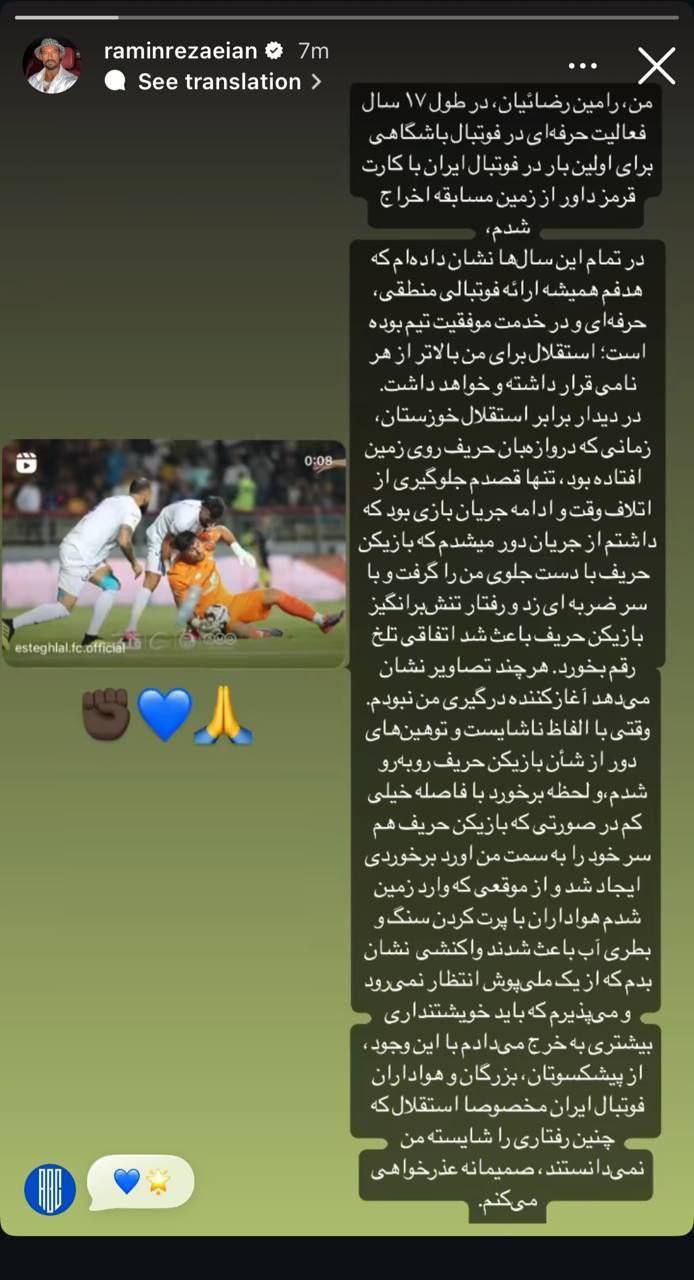 raminrezaeian 7m
See translation >
من، رامین رضائیان، در طول ۱۷ سال
فعالیت حرفه‌ای در فوتبال باشگاهی
برای اولین بار در فوتبال ایران با کارت
قرمز داور از زمین مسابقه اخراج
شدم،
در تمام این سال‌ها نشان داده‌ام که
هدفم همیشه ارائه فوتبالی منطقی،
حرفه‌ای و در خدمت موفقیت تیم بوده
است؛ استقلال برای من بالاتر از هر
نامی قرار داشته و خواهد داشت.
در دیدار برابر استقلال خوزستان،
زمانی که دروازه‌بان حریف روی زمین
افتاده بود، تنها قصدم جلوگیری از
اتلاف وقت و ادامه جریان بازی بود که
داشتم از جریان دور میشدم که بازیکن
حریف با دست جلوی من را گرفت و با
سر ضربه ای زد و رفتار تنش‌برانگیز
بازیکن حریف باعث شد اتفاقی تلخ
رقم بخورد. هرچند تصاویر نشان
می‌دهد آغازکننده درگیری من نبودم.
وقتی با الفاظ ناشایست و توهین‌های
دور از شأن بازیکن حریف روبه‌رو
شدم،و لحظه برخورد با فاصله خیلی
کم در صورتی که بازیکن حریف هم
سر خود را به سمت من اورد برخوردی
ایجاد شد و از موقعی که وارد زمین
شدم هواداران با پرت کردن سنگ و
بطری آب باعث شدند واکنشی نشان
بدم که از یک ملی‌پوش انتظار نمی‌رود
و می‌پذیرم که باید خویشتنداری
بیشتری به خرج می‌دادم با این وجود،
از پیشکسوتان، بزرگان و هواداران
فوتبال ایران مخصوصا استقلال که
چنین رفتاری را شایسته من
نمی‌دانستند، صمیمانه عذرخواهی
می‌کنم.
0:08
esteghlal.fc.official